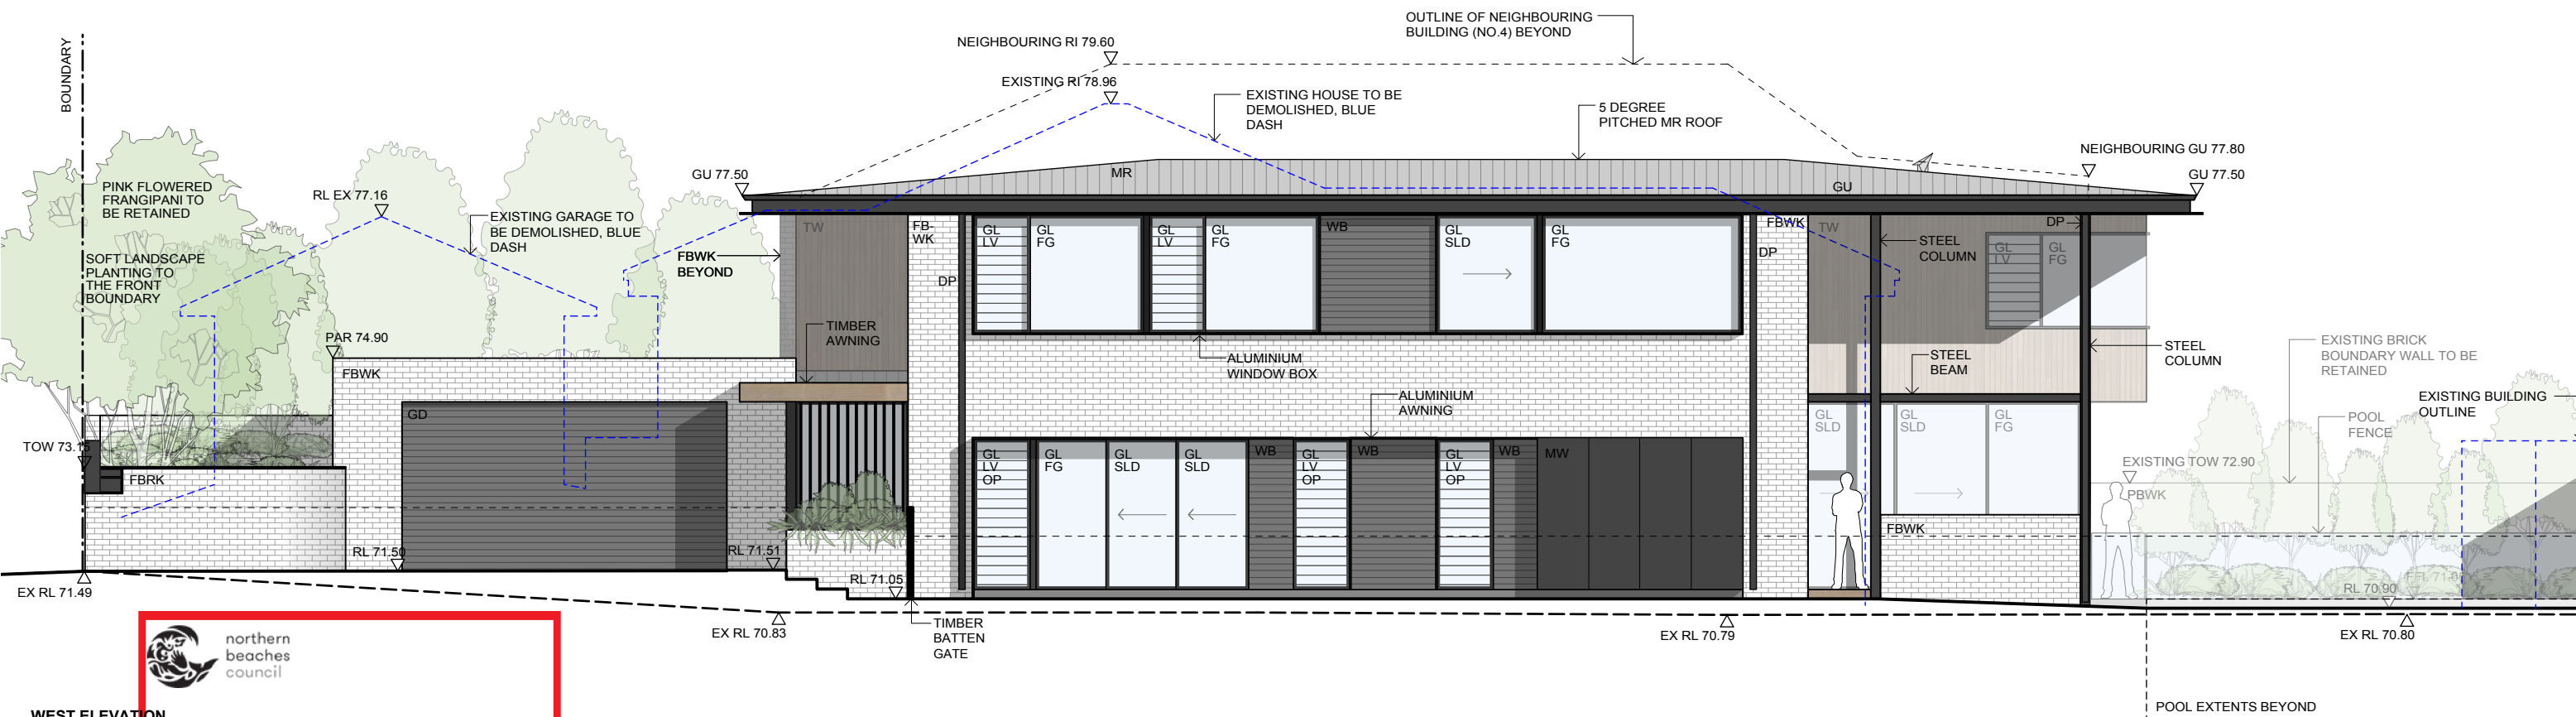 OUTLINE OF NEIGHBOURING
BUILDING (NO.4) BEYOND
NEIGHBOURING RI 79.60
EXISTING RI 78.96
EXISTING HOUSE TO BE
DEMOLISHED, BLUE
DASH
5 DEGREE
PITCHED MR ROOF
BOUNDARY
NEIGHBOURING GU 77.80
GU 77.50
GU 77.50
MR
GU
PINK FLOWERED
FRANGIPANI TO
BE RETAINED
RL EX 77.16
EXISTING GARAGE TO
BE DEMOLISHED, BLUE
DASH
SOFT LANDSCAPE
PLANTING TO
THE FRONT
BOUNDARY
FBWK
BEYOND
TW
FB-
WK
DP
GL
LV
GL
FG
GL
LV
GL
FG
WB
GL
SLD
GL
FG
FBWK
DP
TW
STEEL
COLUMN
DP
GL
LV
GL
FG
PAR 74.90
FBWK
TIMBER
AWNING
ALUMINIUM
WINDOW BOX
STEEL
BEAM
STEEL
COLUMN
EXISTING BRICK
BOUNDARY WALL TO BE
RETAINED
ALUMINIUM
AWNING
EXISTING BUILDING
OUTLINE
POOL
FENCE
GD
TOW 73.15
FBRK
GL
LV
OP
GL
FG
GL
SLD
GL
SLD
WB
GL
LV
OP
WB
GL
LV
OP
WB
MW
GL
SLD
GL
SLD
GL
FG
EXISTING TOW 72.90
PBWK
FBWK
RL 71.50
RL 71.51
RL 71.05
RL 70.90
EX RL 71.49
EX RL 70.83
TIMBER
BATTEN
GATE
EX RL 70.79
EX RL 70.80
northern
beaches
council
WEST ELEVATION
POOL EXTENTS BEYOND